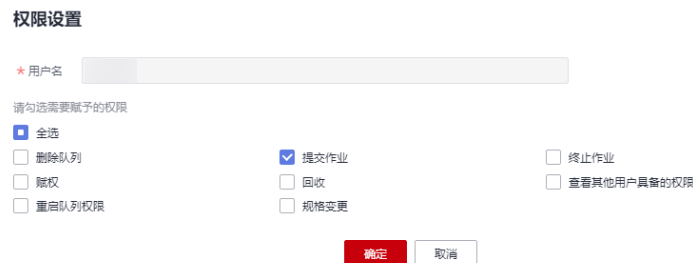 权限设置
* 用户名
请勾选需要赋予的权限
全选
删除队列 提交作业 终止作业
赋权 回收 查看其他用户具备的权限
重启队列权限 规格变更
确定 取消